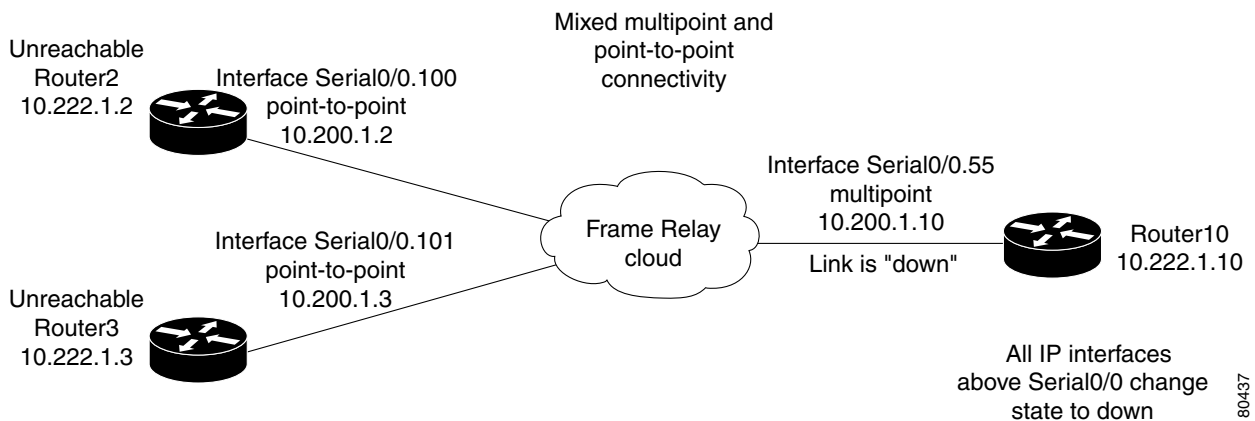 Mixed multipoint and
point-to-point
connectivity
Unreachable
Router2
10.222.1.2
Interface Serial0/0.100
point-to-point
10.200.1.2
Interface Serial0/0.101
point-to-point
10.200.1.3
Unreachable
Router3
10.222.1.3
Frame Relay
cloud
Interface Serial0/0.55
multipoint
10.200.1.10
Link is "down"
Router10
10.222.1.10
All IP interfaces
above Serial0/0 change
state to down
80437